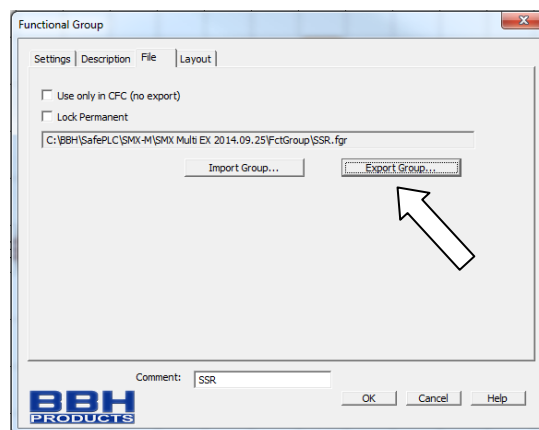 Functional Group
Settings Description File Layout
Use only in CFC (no export)
Lock Permanent
C:\BBH\SafePLC\SMX-M\SMX Multi EX 2014.09.25\FctGroup\SSR.fgr
Import Group... Export Group...
Comment: SSR
BBH
PRODUCTS
OK Cancel Help